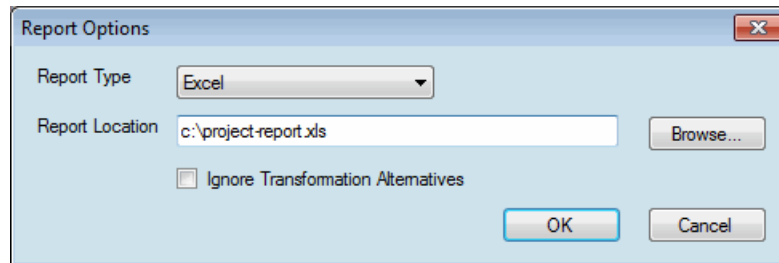 Report Options
Report Type Excel
Report Location c:\project-report.xls Browse...
Ignore Transformation Alternatives
OK Cancel